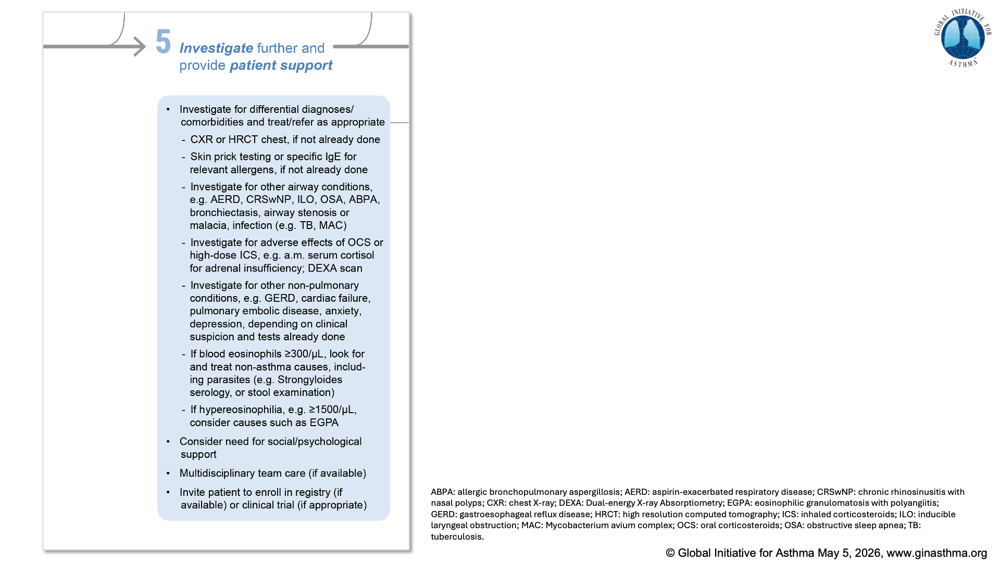 5
Investigate further and
provide patient support
• Investigate for differential diagnoses/
comorbidities and treat/refer as appropriate
- CXR or HRCT chest, if not already done
- Skin prick testing or specific IgE for
relevant allergens, if not already done
- Investigate for other airway conditions,
e.g. AERD, CRSwNP, ILO, OSA, ABPA,
bronchiectasis, airway stenosis or
malacia, infection (e.g. TB, MAC)
- Investigate for adverse effects of OCS or
high-dose ICS, e.g. a.m. serum cortisol
for adrenal insufficiency; DEXA scan
- Investigate for other non-pulmonary
conditions, e.g. GERD, cardiac failure,
pulmonary embolic disease, anxiety,
depression, depending on clinical
suspicion and tests already done
- If blood eosinophils ≥300/μL, look for
and treat non-asthma causes, includ-
ing parasites (e.g. Strongyloides
serology, or stool examination)
- If hypereosinophilia, e.g. ≥1500/μL,
consider causes such as EGPA
• Consider need for social/psychological
support
• Multidisciplinary team care (if available)
• Invite patient to enroll in registry (if
available) or clinical trial (if appropriate)
GLOBAL INITIATIVE FOR
ASTHMA
ABPA: allergic bronchopulmonary aspergillosis; AERD: aspirin-exacerbated respiratory disease; CRSwNP: chronic rhinosinusitis with
nasal polyps; CXR: chest X-ray; DEXA: Dual-energy X-ray Absorptiometry; EGPA: eosinophilic granulomatosis with polyangiitis;
GERD: gastroesophageal reflux disease; HRCT: high resolution computed tomography; ICS: inhaled corticosteroids; ILO: inducible
laryngeal obstruction; MAC: Mycobacterium avium complex; OCS: oral corticosteroids; OSA: obstructive sleep apnea; TB:
tuberculosis.
© Global Initiative for Asthma May 5, 2026, www.ginasthma.org